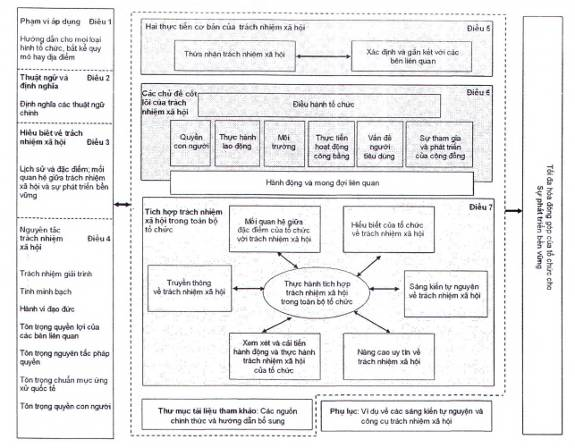 Phạm vi áp dụng Điều 1
Hướng dẫn cho mọi loại
hình tổ chức, bất kể quy
mô hay địa điểm
Thuật ngữ và Điều 2
định nghĩa
Định nghĩa các thuật ngữ
chính
Hiểu biết về trách
nhiệm xã hội Điều 3
Lịch sử và đặc điểm; mối
quan hệ giữa trách nhiệm
xã hội và sự phát triển bền
vững
Nguyên tắc
trách nhiệm Điều 4
xã hội
Trách nhiệm giải trình
Tính minh bạch
Hành vi đạo đức
Tôn trọng quyền lợi của
các bên liên quan
Tôn trọng nguyên tắc pháp
quyền
Tôn trọng chuẩn mực ứng
xử quốc tế
Tôn trọng quyền con người
Hai thực tiễn cơ bản của trách nhiệm xã hội Điều 5
Thừa nhận trách nhiệm xã hội
Xác định và gắn kết với các
bên liên quan
Các chủ đề cốt
lõi của trách
nhiệm xã hội
Điều 6
Điều hành tổ chức
Quyền
con người
Thực hành
lao động
Môi
trường
Thực tiễn
hoạt động
công bằng
Vấn đề
người
tiêu dùng
Sự tham gia
và phát triển
của cộng đồng
Hành động và mong đợi liên quan
Tích hợp trách nhiệm
xã hội trong toàn bộ
tổ chức
Điều 7
Mối quan hệ giữa
đặc điểm của tổ chức
với trách nhiệm xã hội
Hiểu biết của tổ chức
về trách nhiệm xã hội
Truyền thông
về trách nhiệm xã hội
Thực hành tích hợp
trách nhiệm xã hội
trong toàn bộ tổ chức
Sáng kiến tự nguyện
về trách nhiệm xã hội
Xem xét và cải tiến
hành động và thực hành
trách nhiệm xã hội
của tổ chức
Nâng cao uy tín về
trách nhiệm xã hội
Thư mục tài liệu tham khảo: Các nguồn
chính thức và hướng dẫn bổ sung
Phụ lục: Ví dụ về các sáng kiến tự nguyện và
công cụ trách nhiệm xã hội
Tối đa hóa đóng góp của tổ chức cho
Sự phát triển bền vững